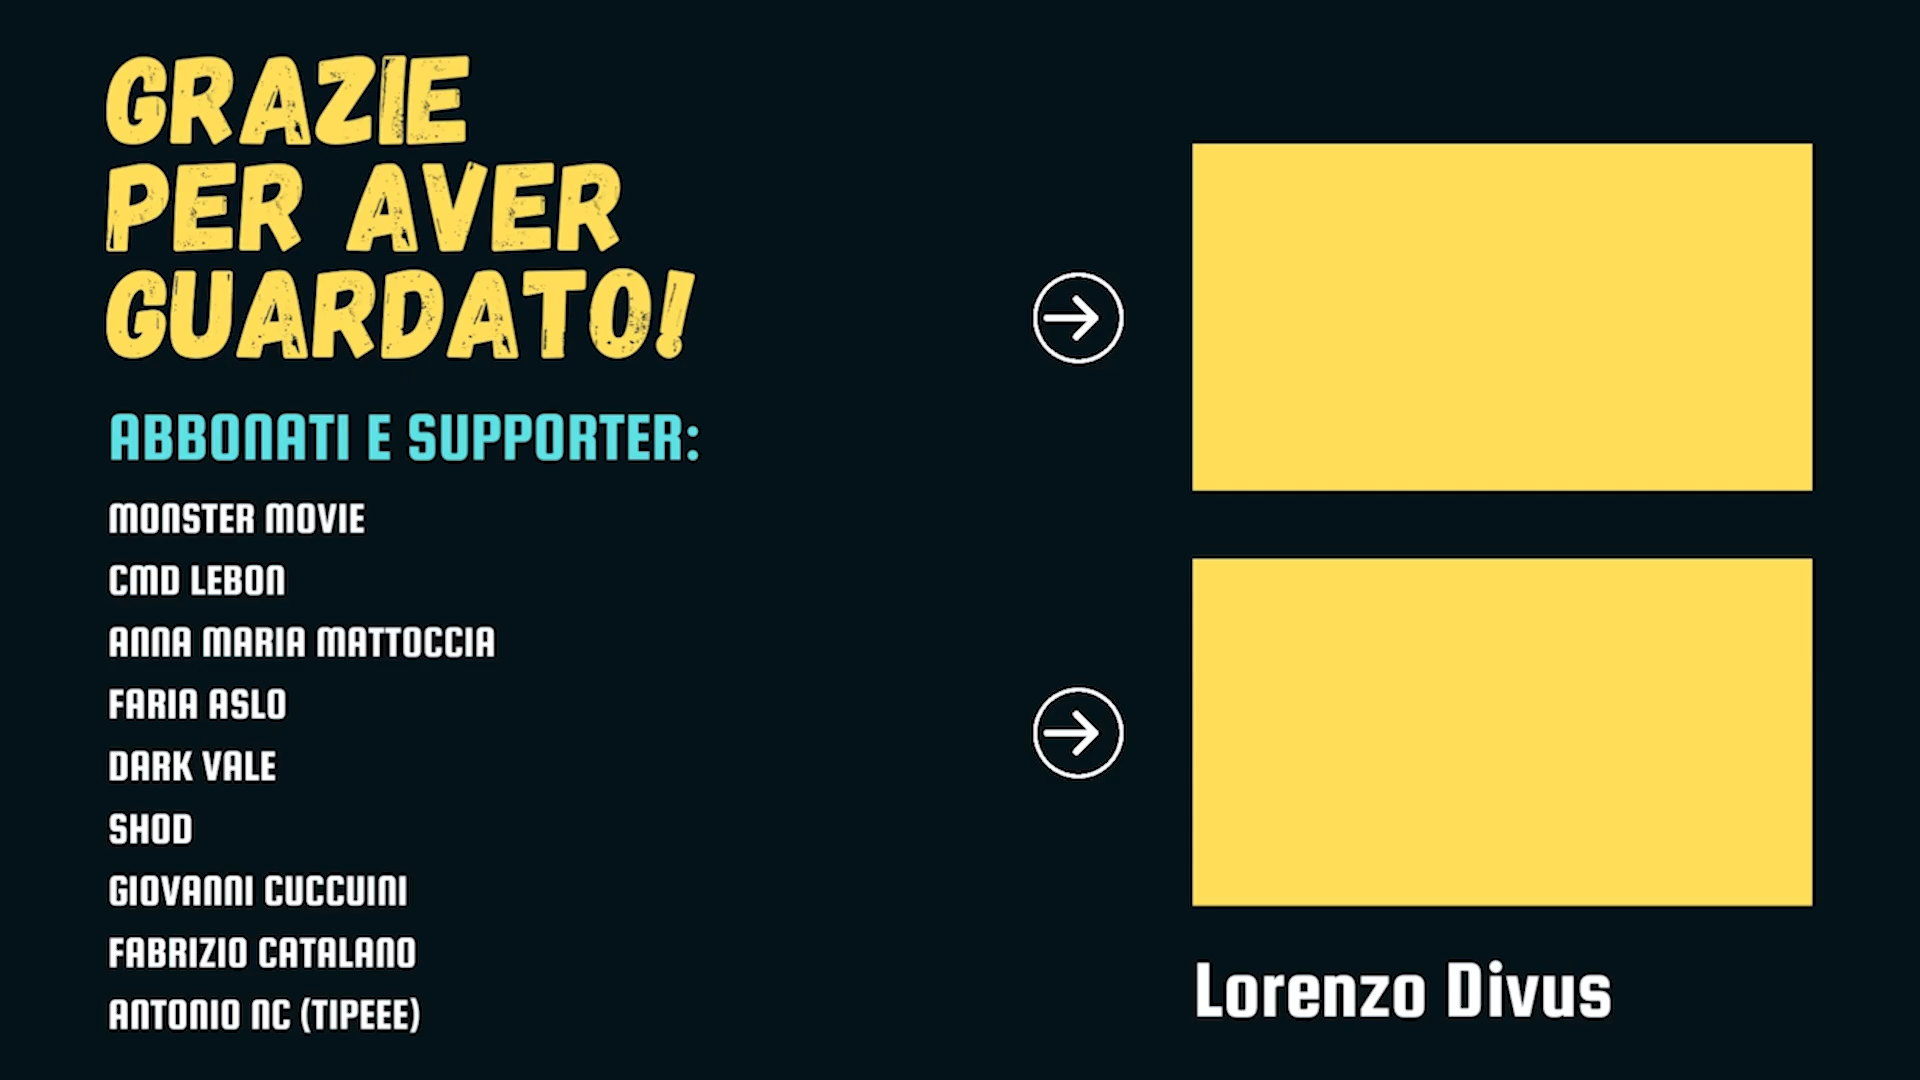 GRAZIE
PER AVER
GUARDATO!
ABBONATI E SUPPORTER:
MONSTER MOVIE
CMD LEBON
ANNA MARIA MATTOCCIA
FARIA ASLO
DARK VALE
SHOD
GIOVANNI CUCCUINI
FABRIZIO CATALANO
ANTONIO NC (TIPEEE)
Lorenzo Divus